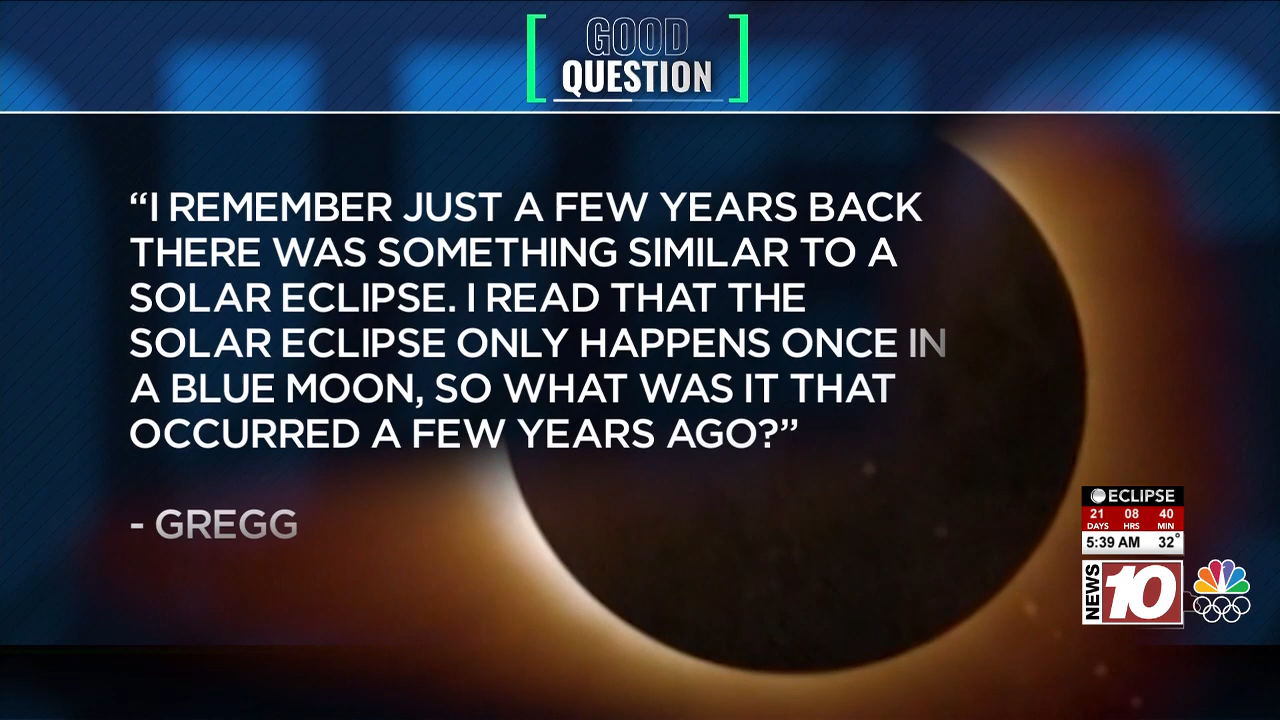 GOOD
QUESTION
“I REMEMBER JUST A FEW YEARS BACK
THERE WAS SOMETHING SIMILAR TO A
SOLAR ECLIPSE. I READ THAT THE
SOLAR ECLIPSE ONLY HAPPENS ONCE IN
A BLUE MOON, SO WHAT WAS IT THAT
OCCURRED A FEW YEARS AGO?”
- GREGG
ECLIPSE
21 08 40
DAYS HRS MIN
5:39 AM 32°
NEWS 10